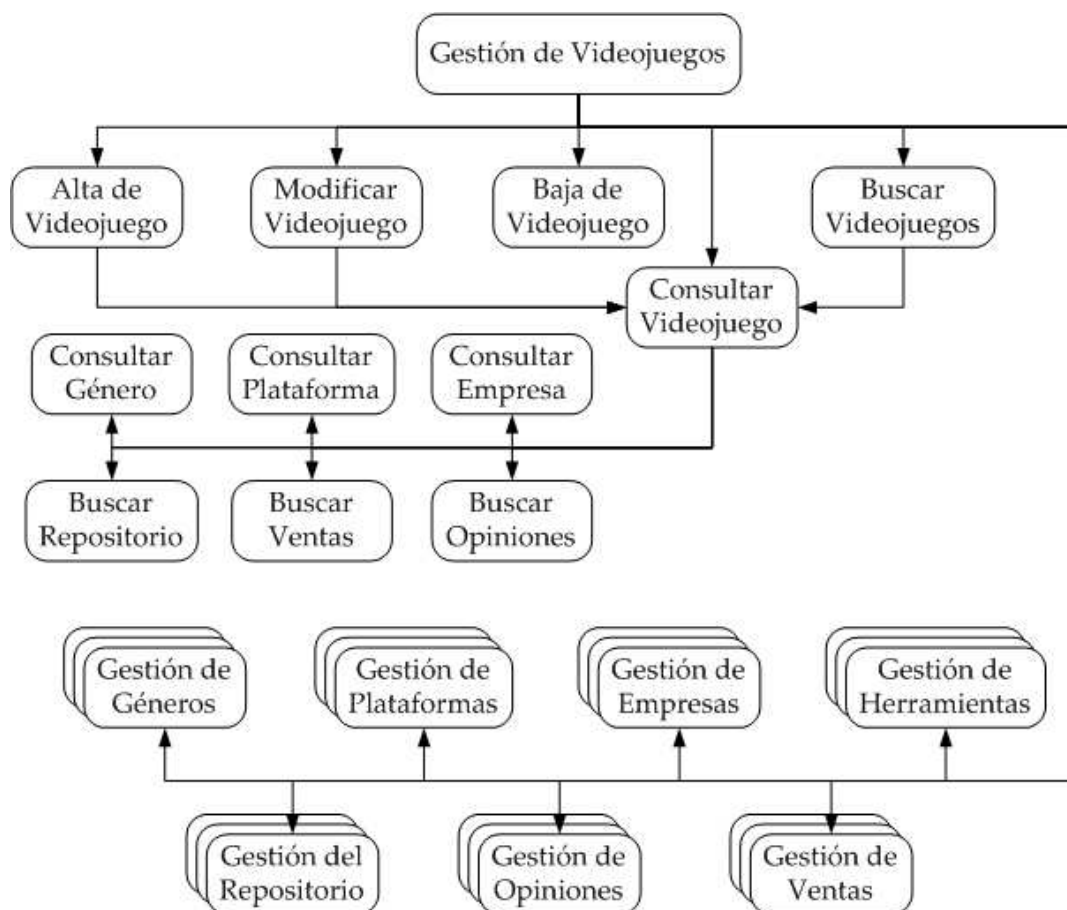 Gestión de Videojuegos
Alta de
Videojuego
Modificar
Videojuego
Baja de
Videojuego
Buscar
Videojuegos
Consultar
Videojuego
Consultar
Género
Consultar
Plataforma
Consultar
Empresa
Buscar
Repositorio
Buscar
Ventas
Buscar
Opiniones
Gestión de
Géneros
Gestión de
Plataformas
Gestión de
Empresas
Gestión de
Herramientas
Gestión del
Repositorio
Gestión de
Opiniones
Gestión de
Ventas